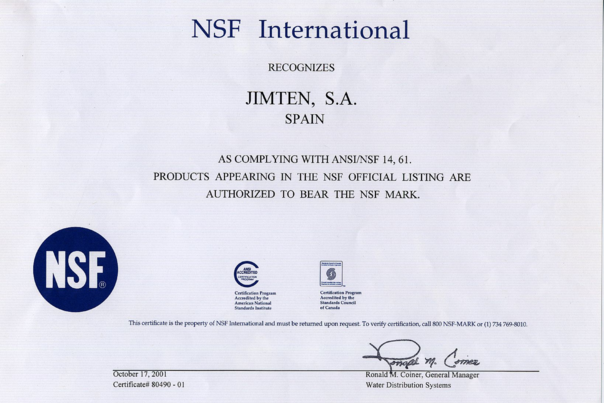 NSF International
RECOGNIZES
JIMTEN, S.A.
SPAIN
AS COMPLYING WITH ANSI/NSF 14, 61.
PRODUCTS APPEARING IN THE NSF OFFICIAL LISTING ARE
AUTHORIZED TO BEAR THE NSF MARK.
NSF®
ANSI
ACCREDITED
Certification Program
Accredited by the
American National
Standards Institute
Certification Program
Accredited by the
Standards Council
of Canada
This certificate is the property of NSF International and must be returned upon request. To verify certification, call 800 NSF-MARK or (1) 734 769-8010.
Ronald M. Coiner
October 17, 2001
Certificate# 80490 - 01
Ronald M. Coiner, General Manager
Water Distribution Systems